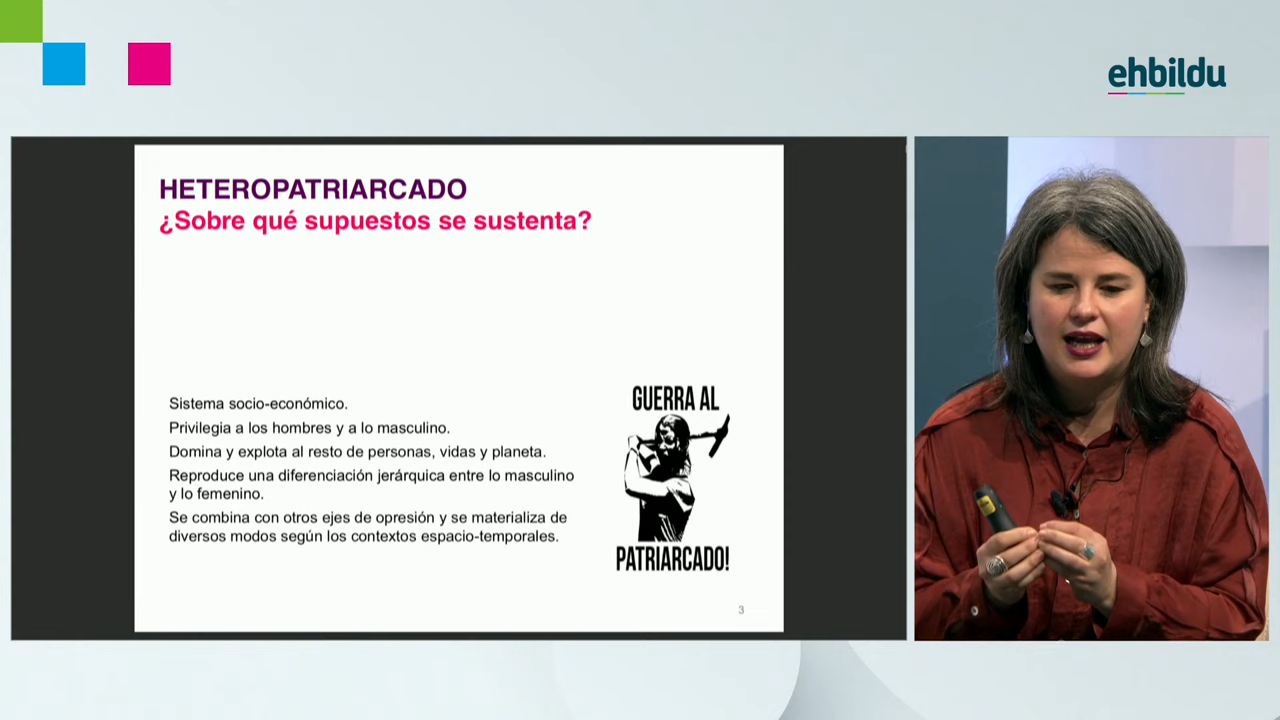 ehbildu
HETEROPATRIARCADO
¿Sobre qué supuestos se sustenta?
Sistema socio-económico.
Privilegia a los hombres y a lo masculino.
Domina y explota al resto de personas, vidas y planeta.
Reproduce una diferenciación jerárquica entre lo masculino
y lo femenino.
Se combina con otros ejes de opresión y se materializa de
diversos modos según los contextos espacio-temporales.
GUERRA AL
PATRIARCADO!
3